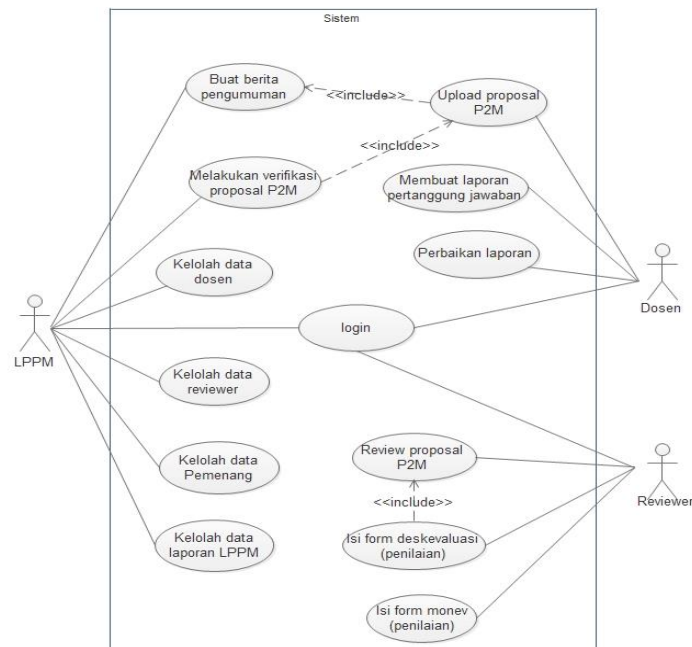 Sistem
Buat berita
pengumuman
<<include>>
Upload proposal
P2M
<<include>>
Melakukan verifikasi
proposal P2M
Membuat laporan
pertanggung jawaban
Kelolah data
dosen
Perbaikan laporan
Dosen
login
LPPM
Kelolah data
reviewer
Review proposal
P2M
Kelolah data
Pemenang
<<include>>
Reviewer
Kelolah data
laporan LPPM
Isi form deskevaluasi
(penilaian)
Isi form monev
(penilaian)